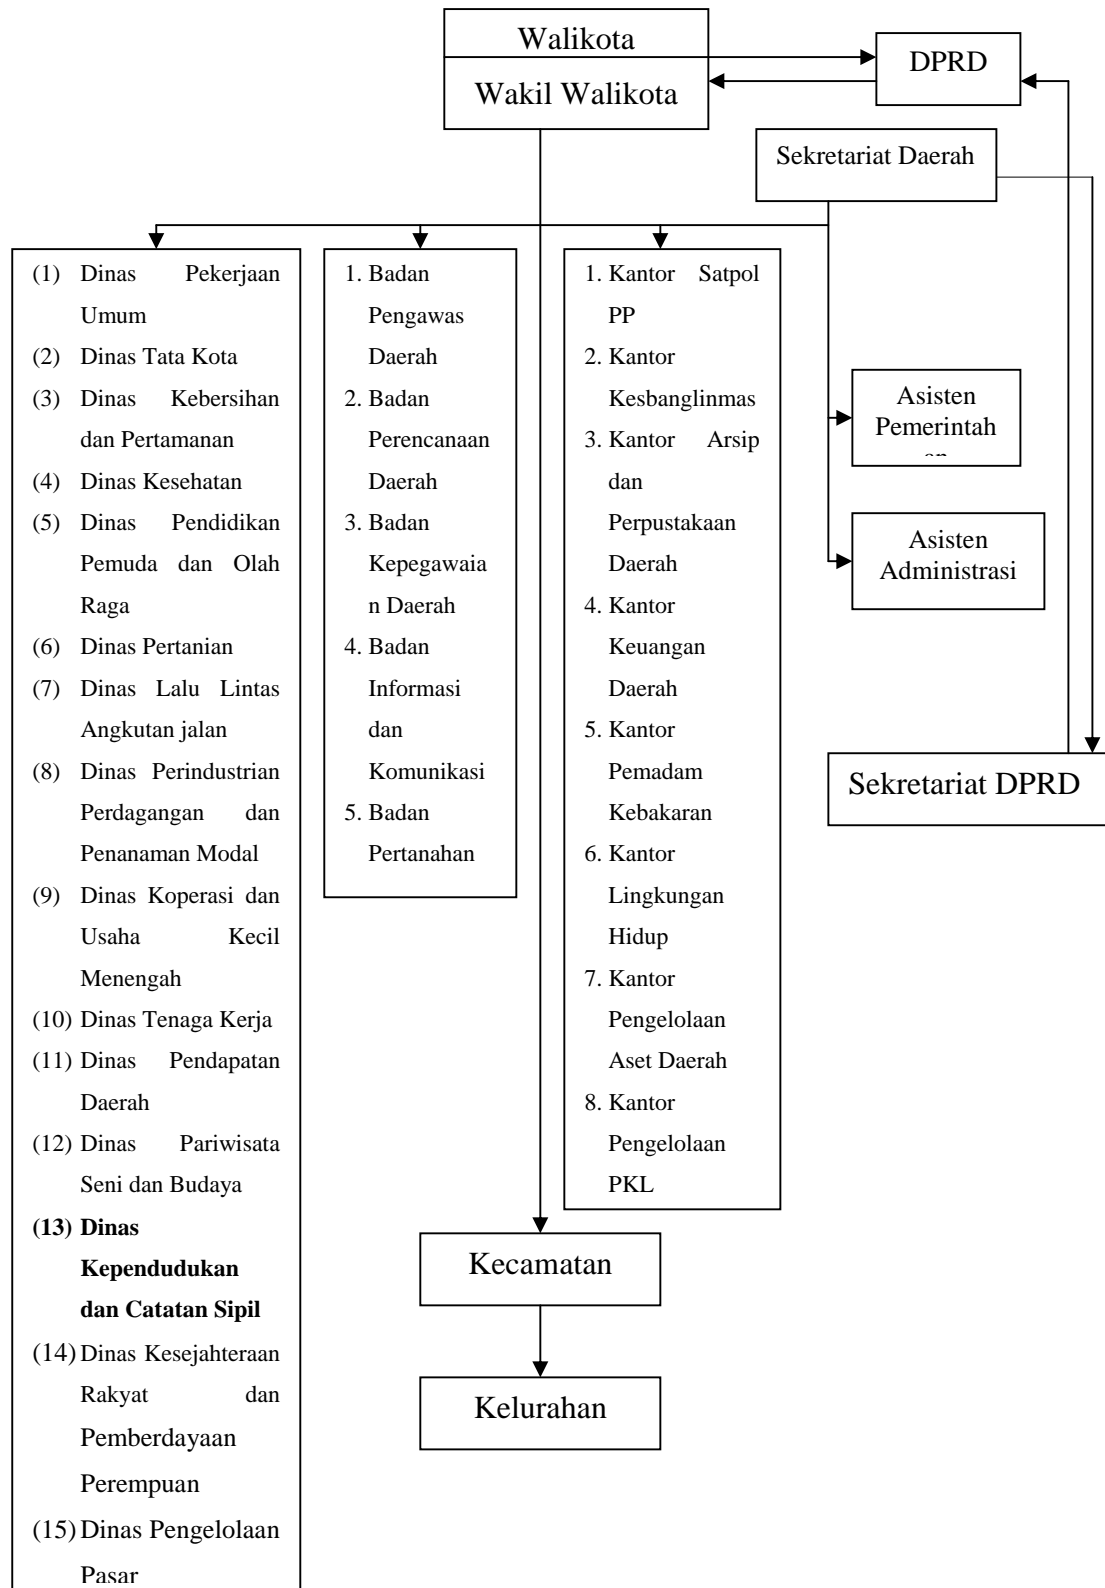 Walikota
Wakil Walikota
DPRD
Sekretariat Daerah
(1) Dinas Pekerjaan
Umum
(2) Dinas Tata Kota
(3) Dinas Kebersihan
dan Pertamanan
(4) Dinas Kesehatan
(5) Dinas Pendidikan
Pemuda dan Olah
Raga
(6) Dinas Pertanian
(7) Dinas Lalu Lintas
Angkutan jalan
(8) Dinas Perindustrian
Perdagangan dan
Penanaman Modal
(9) Dinas Koperasi dan
Usaha Kecil
Menengah
(10) Dinas Tenaga Kerja
(11) Dinas Pendapatan
Daerah
(12) Dinas Pariwisata
Seni dan Budaya
(13) Dinas
Kependudukan
dan Catatan Sipil
(14) Dinas Kesejahteraan
Rakyat dan
Pemberdayaan
Perempuan
(15) Dinas Pengelolaan
Pasar
1. Badan
Pengawas
Daerah
2. Badan
Perencanaan
Daerah
3. Badan
Kepegawaia
n Daerah
4. Badan
Informasi
dan
Komunikasi
5. Badan
Pertanahan
1. Kantor Satpol
PP
2. Kantor
Kesbanglinmas
3. Kantor Arsip
dan
Perpustakaan
Daerah
4. Kantor
Keuangan
Daerah
5. Kantor
Pemadam
Kebakaran
6. Kantor
Lingkungan
Hidup
7. Kantor
Pengelolaan
Aset Daerah
8. Kantor
Pengelolaan
PKL
Asisten
Pemerintah
Asisten
Administrasi
Sekretariat DPRD
Kecamatan
Kelurahan